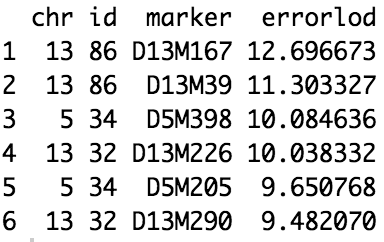 chr id marker errorlod
1 13 86 D13M167 12.696673
2 13 86 D13M39 11.303327
3 5 34 D5M398 10.084636
4 13 32 D13M226 10.038332
5 5 34 D5M205 9.650768
6 13 32 D13M290 9.482070